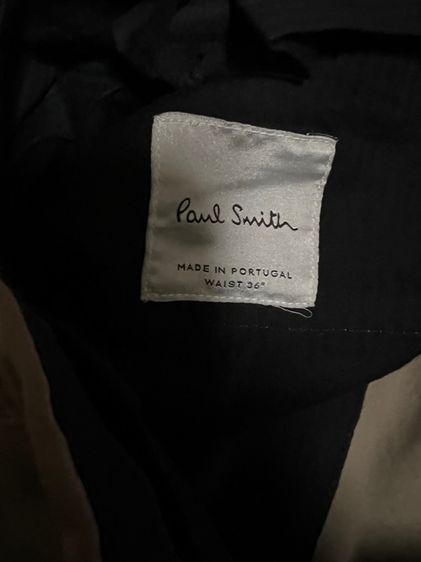 Paul Smith
MADE IN PORTUGAL
WAIST 36"